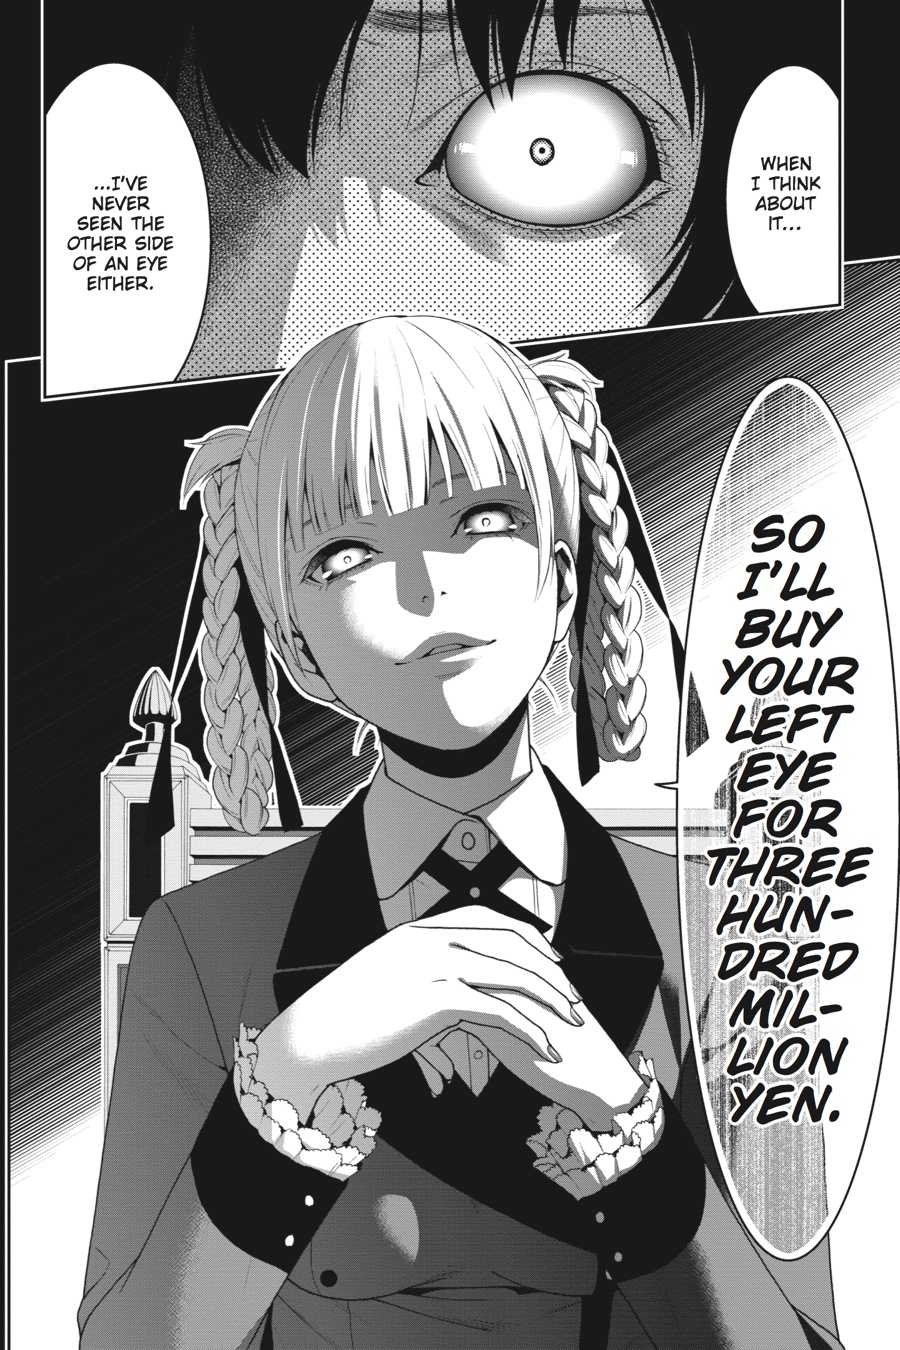 WHEN
I THINK
ABOUT
IT...
...I'VE
NEVER
SEEN THE
OTHER SIDE
OF AN EYE
EITHER.
SO
I'LL
BUY
YOUR
LEFT
EYE
FOR
THREE
HUN-
DRED
MIL-
LION
YEN.